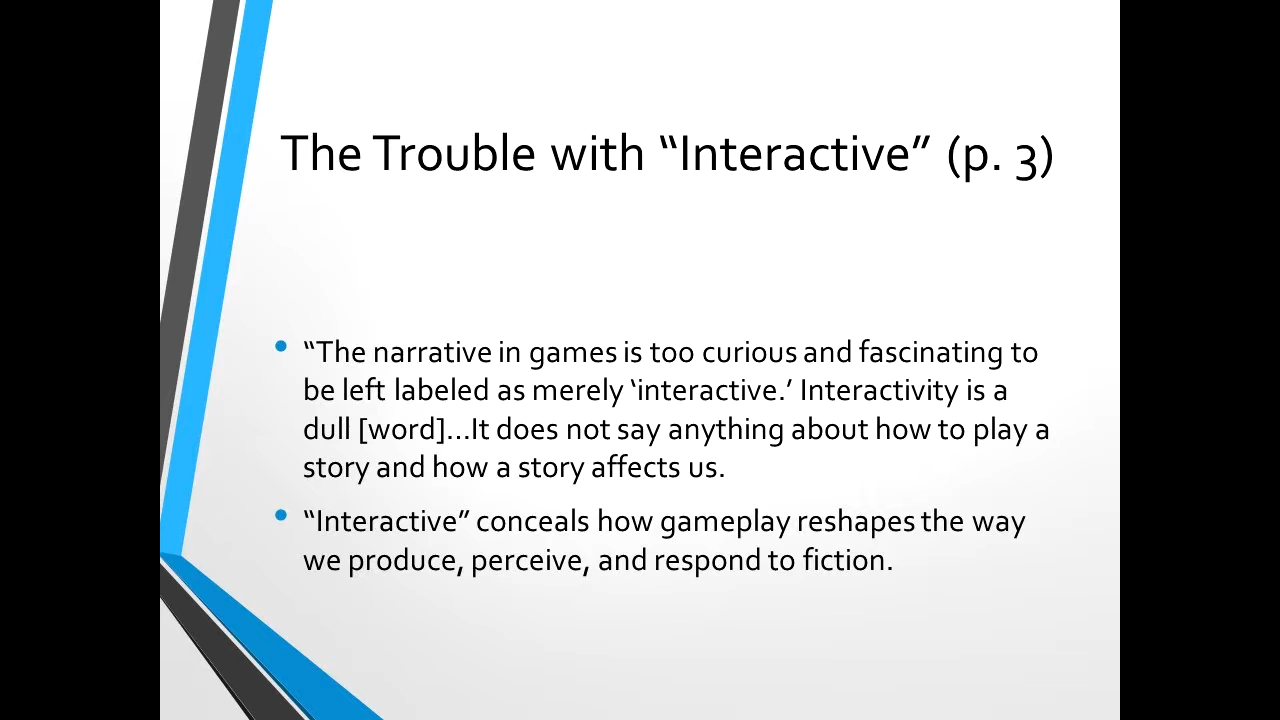 The Trouble with “Interactive” (p. 3)
• “The narrative in games is too curious and fascinating to
be left labeled as merely ‘interactive.’ Interactivity is a
dull [word]…It does not say anything about how to play a
story and how a story affects us.
• “Interactive” conceals how gameplay reshapes the way
we produce, perceive, and respond to fiction.